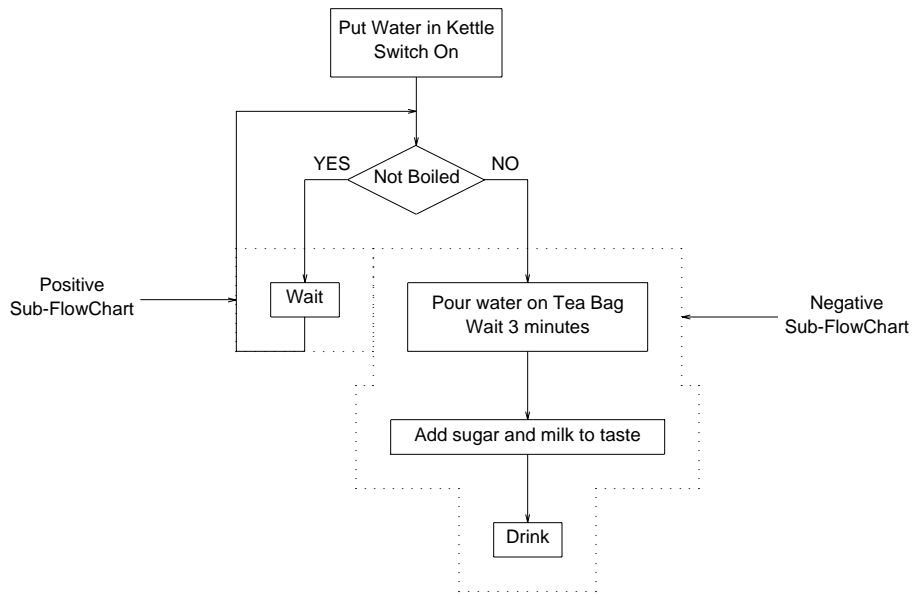 Put Water in Kettle
Switch On
YES
NO
Not Boiled
Positive
Sub-FlowChart
Wait
Pour water on Tea Bag
Wait 3 minutes
Negative
Sub-FlowChart
Add sugar and milk to taste
Drink